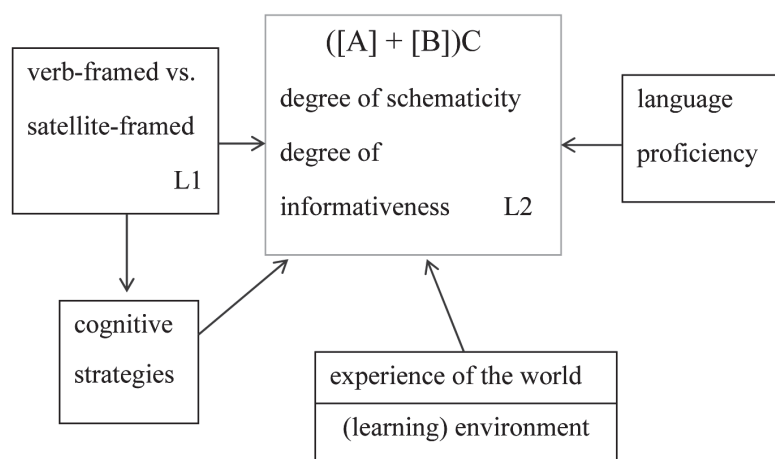 verb-framed vs.
satellite-framed
L1
([A] + [B])C
degree of schematicity
degree of
informativeness L2
language
proficiency
cognitive
strategies
experience of the world
(learning) environment